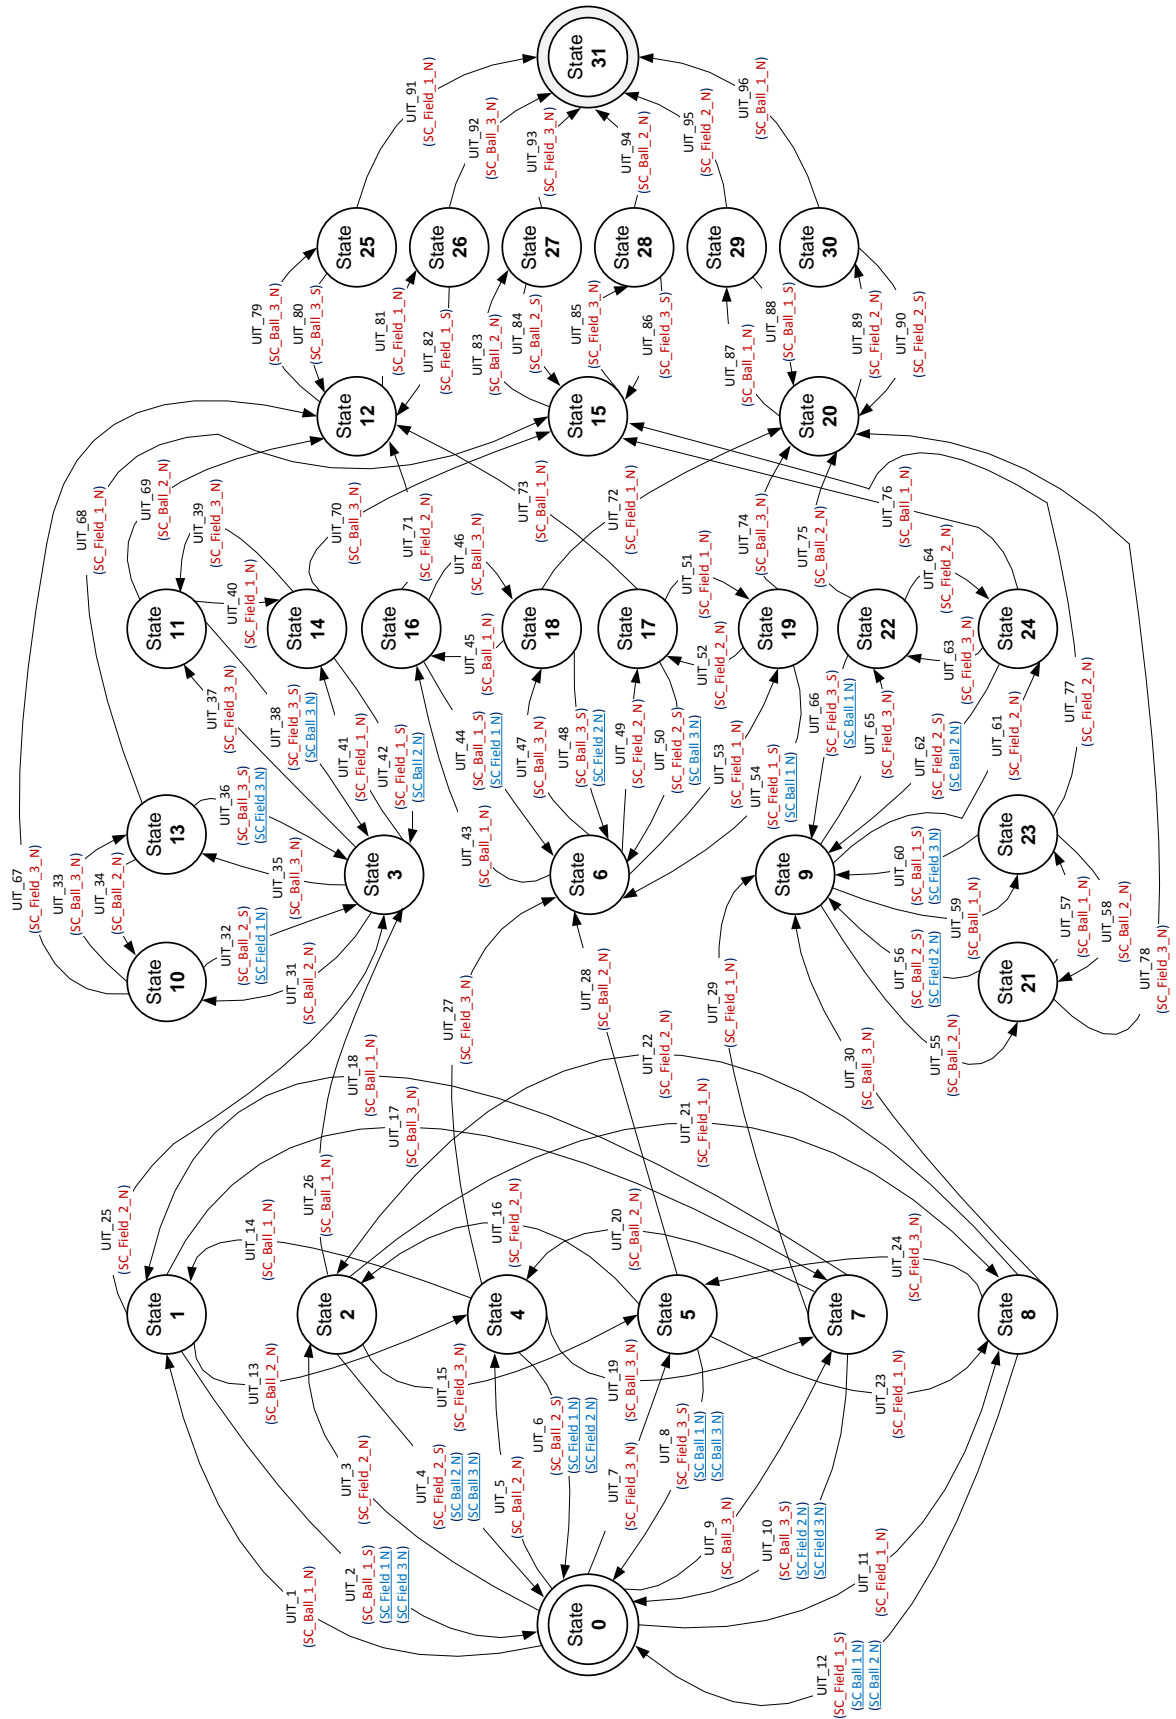 State
0
UIT_1
(SC_Ball_1_N)
UIT_2
(SC_Ball_1_S)
(SC Field 1 N)
(SC Field 3 N)
UIT_3
(SC_Field_2_N)
UIT_4
(SC_Field_2_S)
(SC Ball 2 N)
(SC Ball 3 N)
UIT_5
(SC_Ball_2_N)
UIT_6
(SC_Ball_2_S)
(SC Field 1 N)
(SC Field 2 N)
UIT_7
(SC_Field_3_N)
UIT_8
(SC_Field_3_S)
(SC Ball 1 N)
(SC Ball 3 N)
UIT_9
(SC_Ball_3_N)
UIT_10
(SC_Ball_3_S)
(SC Field 2 N)
(SC Field 3 N)
UIT_11
(SC_Field_1_N)
UIT_12
(SC_Field_1_S)
(SC Ball 1 N)
(SC Ball 2 N)
State
1
State
2
State
4
State
5
State
7
State
8
UIT_13
(SC_Ball_2_N)
UIT_14
(SC_Ball_1_N)
UIT_15
(SC_Field_3_N)
UIT_16
(SC_Field_2_N)
UIT_17
(SC_Ball_3_N)
UIT_18
(SC_Ball_1_N)
UIT_19
(SC_Ball_3_N)
UIT_20
(SC_Ball_2_N)
UIT_21
(SC_Field_1_N)
UIT_22
(SC_Field_2_N)
UIT_23
(SC_Field_1_N)
UIT_24
(SC_Field_3_N)
UIT_25
(SC_Field_2_N)
UIT_26
(SC_Ball_1_N)
UIT_27
(SC_Field_3_N)
UIT_28
(SC_Ball_2_N)
UIT_29
(SC_Field_1_N)
UIT_30
(SC_Ball_3_N)
State
3
State
6
State
9
UIT_31
(SC_Ball_2_N)
UIT_32
(SC_Ball_2_S)
(SC Field 1 N)
UIT_33
(SC_Ball_3_N)
UIT_34
(SC_Ball_2_N)
UIT_35
(SC_Ball_3_N)
UIT_36
(SC_Ball_3_S)
(SC Field 3 N)
UIT_37
(SC_Field_3_N)
UIT_38
(SC_Field_3_S)
(SC Ball 3 N)
UIT_39
(SC_Field_3_N)
UIT_40
(SC_Field_1_N)
UIT_41
(SC_Field_1_N)
UIT_42
(SC_Field_1_S)
(SC Ball 2 N)
UIT_43
(SC_Ball_1_N)
UIT_44
(SC_Ball_1_S)
(SC Field 1 N)
UIT_45
(SC_Ball_1_N)
UIT_46
(SC_Ball_3_N)
UIT_47
(SC_Ball_3_N)
UIT_48
(SC_Ball_3_S)
(SC Field 2 N)
UIT_49
(SC_Field_2_N)
UIT_50
(SC_Field_2_S)
(SC Ball 3 N)
UIT_51
(SC_Field_1_N)
UIT_52
(SC_Field_2_N)
UIT_53
(SC_Field_1_N)
UIT_54
(SC_Field_1_S)
(SC Ball 1 N)
UIT_55
(SC_Ball_2_N)
UIT_56
(SC_Ball_2_S)
(SC Field 2 N)
UIT_57
(SC_Ball_1_N)
UIT_58
(SC_Ball_2_N)
UIT_59
(SC_Ball_1_N)
UIT_60
(SC_Ball_1_S)
(SC Field 3 N)
UIT_61
(SC_Field_2_N)
UIT_62
(SC_Field_2_S)
(SC Ball 2 N)
UIT_63
(SC_Field_3_N)
UIT_64
(SC_Field_2_N)
UIT_65
(SC_Field_3_N)
UIT_66
(SC_Field_3_S)
(SC Ball 1 N)
State
10
State
13
State
11
State
14
State
16
State
18
State
17
State
19
State
22
State
24
State
21
State
23
UIT_67
(SC_Field_3_N)
UIT_68
(SC_Field_1_N)
UIT_69
(SC_Ball_2_N)
UIT_70
(SC_Ball_3_N)
UIT_71
(SC_Field_2_N)
UIT_72
(SC_Field_1_N)
UIT_73
(SC_Ball_1_N)
UIT_74
(SC_Ball_3_N)
UIT_75
(SC_Ball_2_N)
UIT_76
(SC_Ball_1_N)
UIT_77
(SC_Field_2_N)
UIT_78
(SC_Field_3_N)
State
12
State
15
State
20
UIT_79
(SC_Ball_3_N)
UIT_80
(SC_Ball_3_S)
UIT_81
(SC_Field_1_N)
UIT_82
(SC_Field_1_S)
UIT_83
(SC_Ball_2_N)
UIT_84
(SC_Ball_2_S)
UIT_85
(SC_Field_3_N)
UIT_86
(SC_Field_3_S)
UIT_87
(SC_Ball_1_N)
UIT_88
(SC_Ball_1_S)
UIT_89
(SC_Field_2_N)
UIT_90
(SC_Field_2_S)
State
25
State
26
State
27
State
28
State
29
State
30
UIT_91
(SC_Field_1_N)
UIT_92
(SC_Ball_3_N)
UIT_93
(SC_Field_3_N)
UIT_94
(SC_Ball_2_N)
UIT_95
(SC_Field_2_N)
UIT_96
(SC_Ball_1_N)
State
31